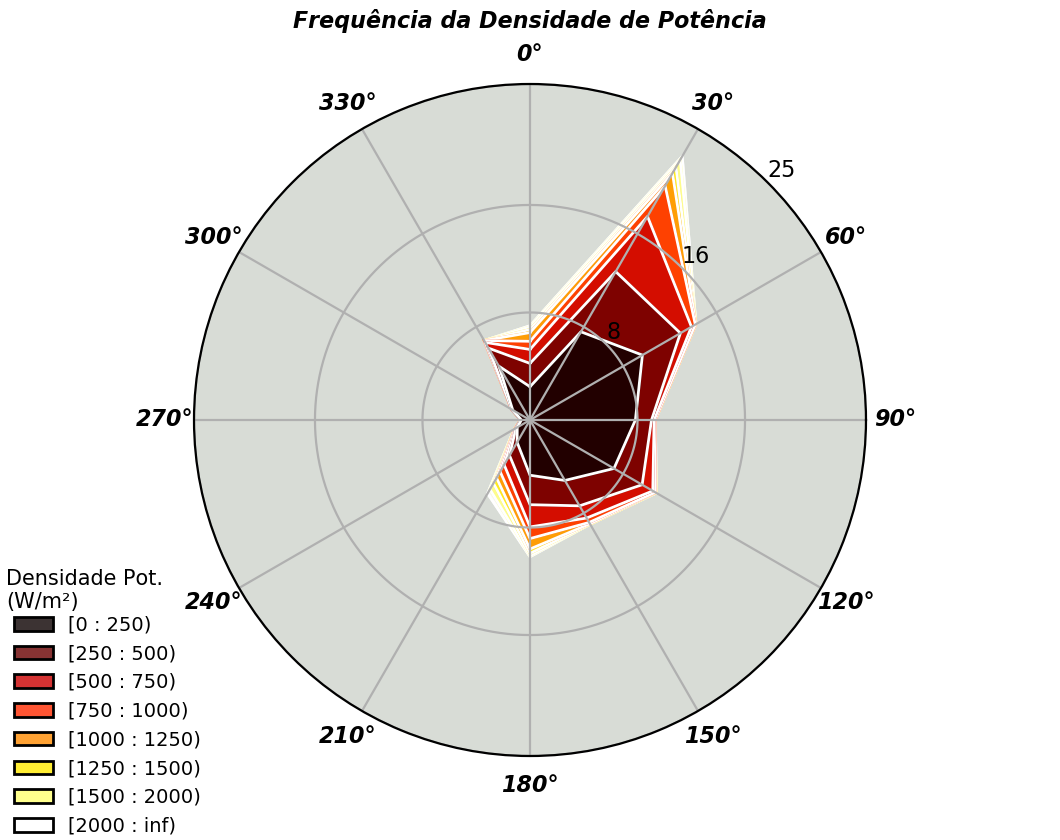 Frequência da Densidade de Potência
0°
330°
30°
25
300°
60°
16
8
270°
90°
240°
120°
210°
150°
180°
Densidade Pot.
(W/m²)
[0 : 250)
[250 : 500)
[500 : 750)
[750 : 1000)
[1000 : 1250)
[1250 : 1500)
[1500 : 2000)
[2000 : inf)